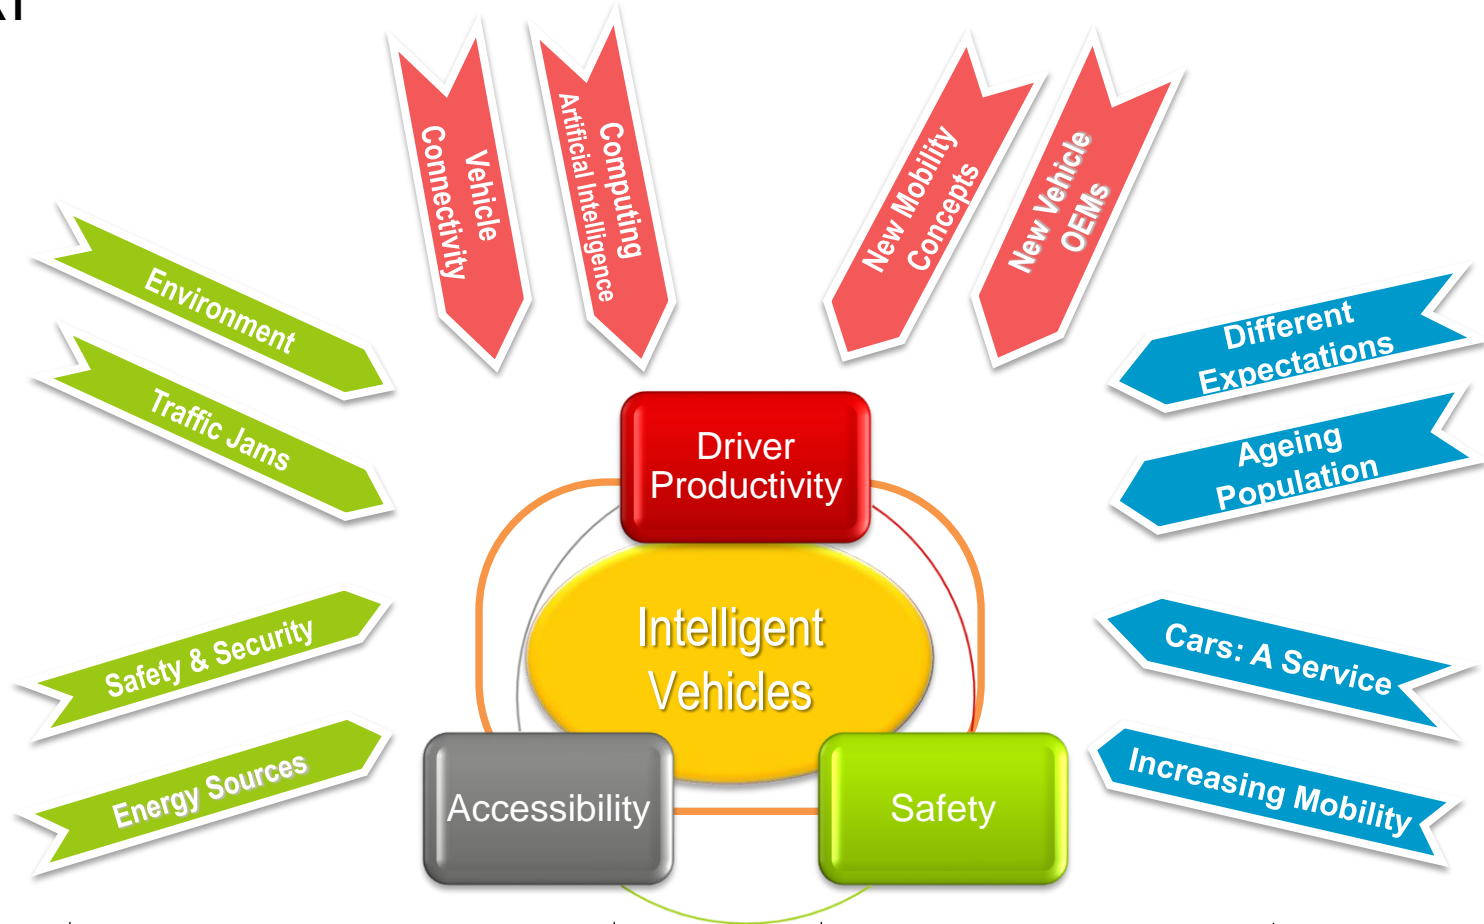 Vehicle
Connectivity
Computing
Artificial Intelligence
New Mobility
Concepts
New Vehicle
OEMs
Environment
Traffic Jams
Safety & Security
Energy Sources
Different
Expectations
Ageing
Population
Cars: A Service
Increasing Mobility
Driver
Productivity
Intelligent
Vehicles
Accessibility
Safety